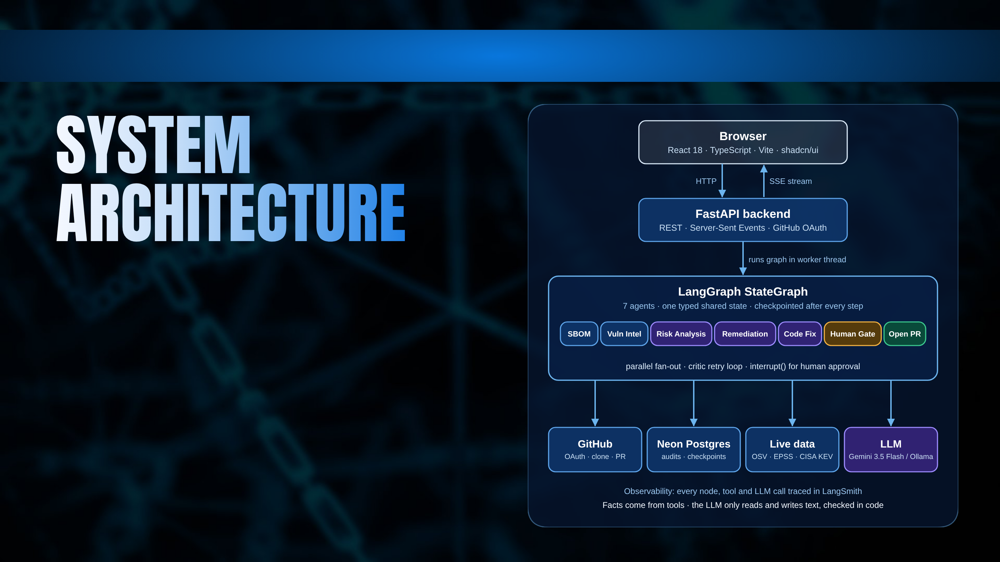 SYSTEM
ARCHITECTURE
Browser
React 18 · TypeScript · Vite · shadcn/ui
HTTP
SSE stream
FastAPI backend
REST · Server-Sent Events · GitHub OAuth
runs graph in worker thread
LangGraph StateGraph
7 agents · one typed shared state · checkpointed after every step
SBOM
Vuln Intel
Risk Analysis
Remediation
Code Fix
Human Gate
Open PR
parallel fan-out · critic retry loop · interrupt() for human approval
GitHub
OAuth · clone · PR
Neon Postgres
audits · checkpoints
Live data
OSV · EPSS · CISA KEV
LLM
Gemini 3.5 Flash / Ollama
Observability: every node, tool and LLM call traced in LangSmith
Facts come from tools · the LLM only reads and writes text, checked in code